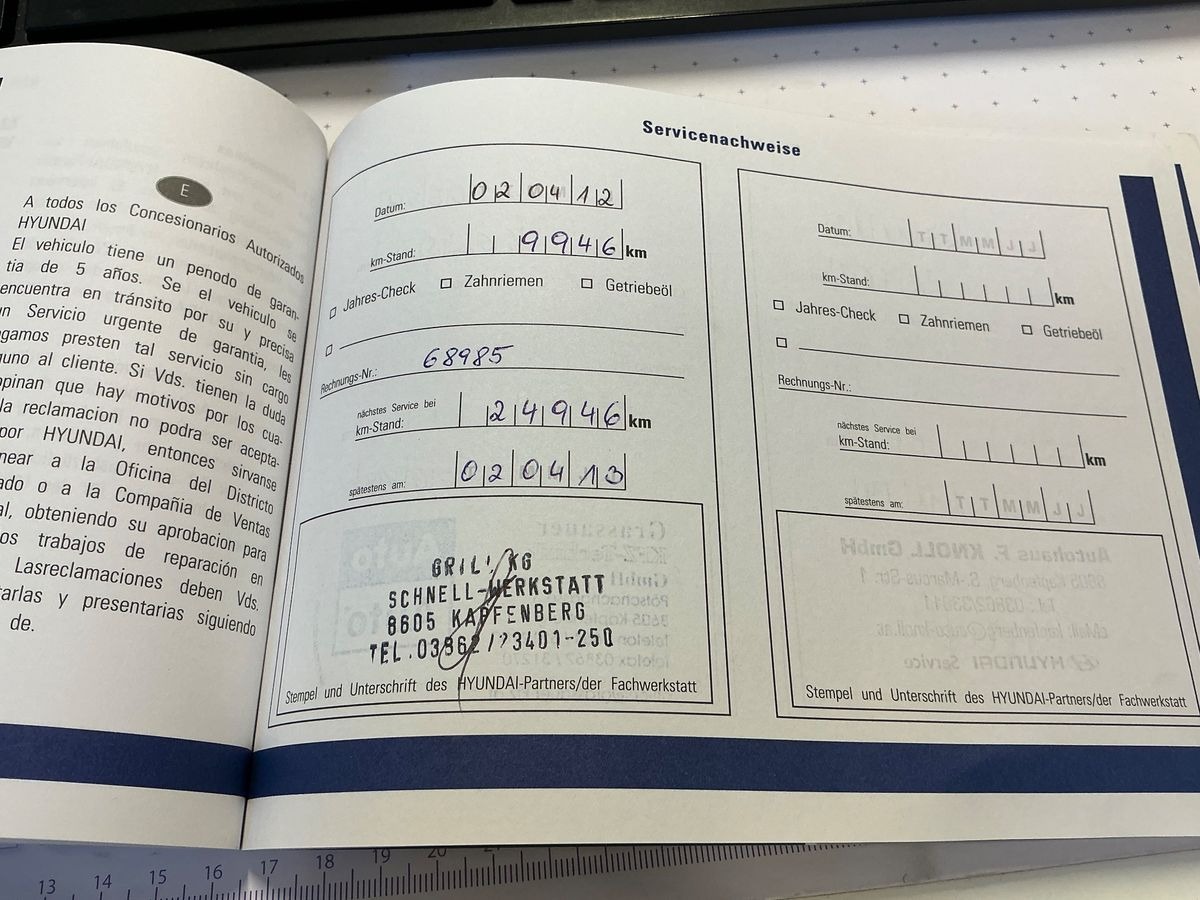 E
A todos los Concesionarios Autorizados
HYUNDAI
El vehiculo tiene un penodo de garan-
tia de 5 años. Se el vehiculo se
encuentra en tránsito por su y precisa
un Servicio urgente de garantia, les
gamos presten tal servicio sin cargo
guno al cliente. Si Vds. tienen la duda
opinan que hay motivos por los cua-
la reclamacion no podra ser acepta-
por HYUNDAI, entonces sirvanse
near a la Oficina del Districto
ado o a la Compañia de Ventas
al, obteniendo su aprobacion para
os trabajos de reparación en
Lasreclamaciones deben Vds.
arlas y presentarias siguiendo
de.
Servicenachweise
Datum: 02 04 12
km-Stand: 9946 km
Jahres-Check Zahnriemen Getriebeöl
Rechnungs-Nr.: 68985
nächstes Service bei
km-Stand: 24946 km
spätestens am: 02 04 13
GRILL KG
SCHNELL-WERKSTATT
8605 KAPFENBERG
TEL.03862/23401-250
Stempel und Unterschrift des HYUNDAI-Partners/der Fachwerkstatt
Datum: T T M M J J
km-Stand: km
Jahres-Check Zahnriemen Getriebeöl
Rechnungs-Nr.:
nächstes Service bei
km-Stand: km
spätestens am: T T M M J J
Stempel und Unterschrift des HYUNDAI-Partners/der Fachwerkstatt
13 14 15 16 17 18 19 20